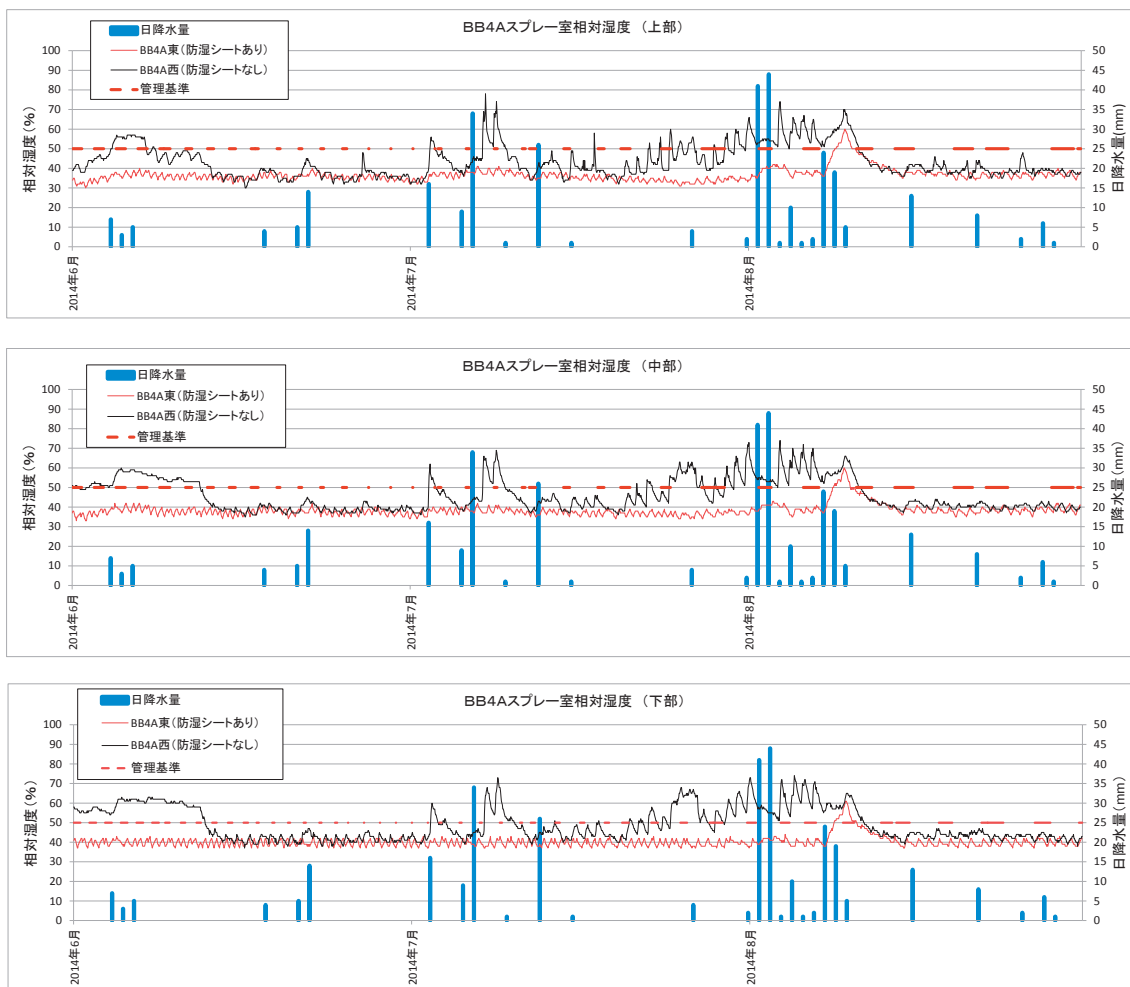 BB4Aスプレー室相対湿度 （上部）
日降水量
BB4A東（防湿シートあり）
BB4A西（防湿シートなし）
管理基準
相対湿度（%）
100
90
80
70
60
50
40
30
20
10
0
50
45
40
35
30
25
20
15
10
5
0
日降水量(mm)
2014年6月
2014年7月
2014年8月
BB4Aスプレー室相対湿度 （中部）
日降水量
BB4A東（防湿シートあり）
BB4A西（防湿シートなし）
管理基準
相対湿度（%）
100
90
80
70
60
50
40
30
20
10
0
50
45
40
35
30
25
20
15
10
5
0
日降水量（mm）
2014年6月
2014年7月
2014年8月
BB4Aスプレー室相対湿度 （下部）
日降水量
BB4A東（防湿シートあり）
BB4A西（防湿シートなし）
管理基準
相対湿度（%）
100
90
80
70
60
50
40
30
20
10
0
50
45
40
35
30
25
20
15
10
5
0
日降水量（mm）
2014年6月
2014年7月
2014年8月